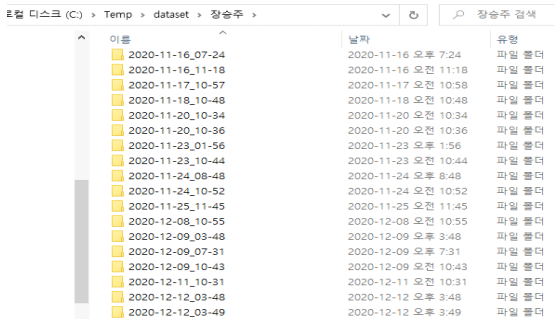 로컬 디스크 (C:) › Temp › dataset › 장승주 ›
장승주 검색
이름 날짜 유형
2020-11-16_07-24 2020-11-16 오후 7:24 파일 폴더
2020-11-16_11-18 2020-11-16 오전 11:18 파일 폴더
2020-11-17_10-57 2020-11-17 오전 10:58 파일 폴더
2020-11-18_10-48 2020-11-18 오전 10:48 파일 폴더
2020-11-20_10-34 2020-11-20 오전 10:34 파일 폴더
2020-11-20_10-36 2020-11-20 오전 10:36 파일 폴더
2020-11-23_01-56 2020-11-23 오후 1:56 파일 폴더
2020-11-23_10-44 2020-11-23 오전 10:44 파일 폴더
2020-11-24_08-48 2020-11-24 오후 8:48 파일 폴더
2020-11-24_10-52 2020-11-24 오전 10:52 파일 폴더
2020-11-25_11-45 2020-11-25 오전 11:45 파일 폴더
2020-12-08_10-55 2020-12-08 오전 10:55 파일 폴더
2020-12-09_03-48 2020-12-09 오후 3:48 파일 폴더
2020-12-09_07-31 2020-12-09 오후 7:31 파일 폴더
2020-12-09_10-43 2020-12-09 오전 10:43 파일 폴더
2020-12-11_10-31 2020-12-11 오전 10:31 파일 폴더
2020-12-12_03-48 2020-12-12 오후 3:48 파일 폴더
2020-12-12_03-49 2020-12-12 오후 3:49 파일 폴더